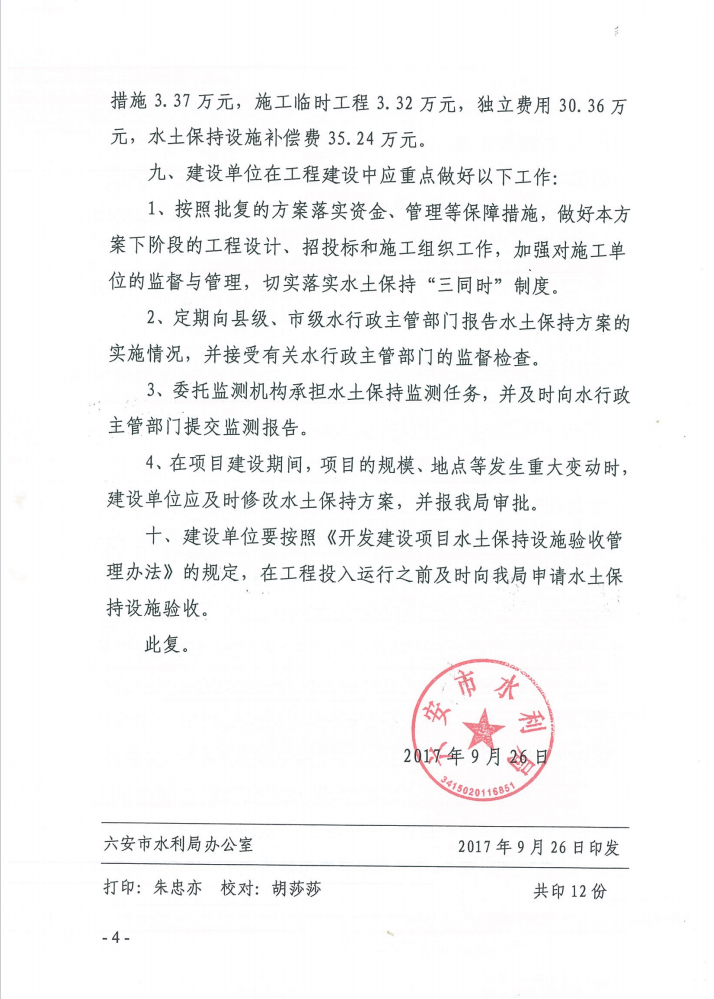 措施 3.37 万元，施工临时工程 3.32 万元，独立费用 30.36 万
元，水土保持设施补偿费 35.24 万元。
九、建设单位在工程建设中应重点做好以下工作：
1、按照批复的方案落实资金、管理等保障措施，做好本方
案下阶段的工程设计、招投标和施工组织工作，加强对施工单
位的监督与管理，切实落实水土保持“三同时”制度。
2、定期向县级、市级水行政主管部门报告水土保持方案的
实施情况，并接受有关水行政主管部门的监督检查。
3、委托监测机构承担水土保持监测任务，并及时向水行政
主管部门提交监测报告。
4、在项目建设期间，项目的规模、地点等发生重大变动时，
建设单位应及时修改水土保持方案，并报我局审批。
十、建设单位要按照《开发建设项目水土保持设施验收管
理办法》的规定，在工程投入运行之前及时向我局申请水土保
持设施验收。
此复。
六安市水利局
2017 年 9 月 26 日
3415020116851
六安市水利局办公室 2017 年 9 月 26 日印发
打印：朱忠亦 校对：胡莎莎 共印 12 份
- 4 -